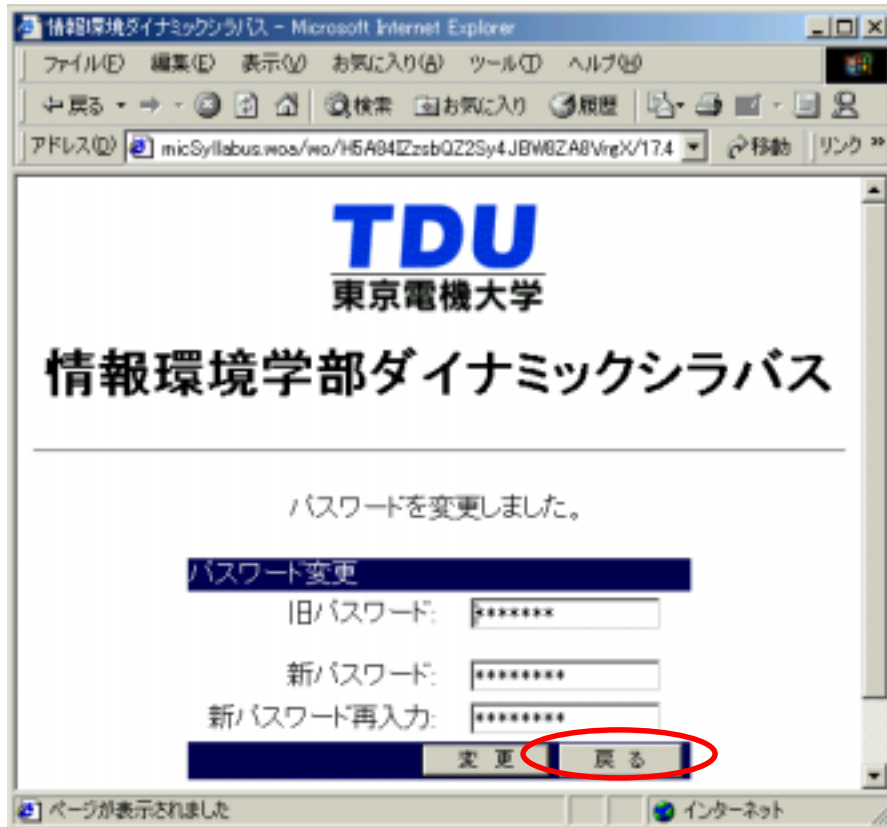 情報環境ダイナミックシラバス - Microsoft Internet Explorer
ファイル(F) 編集(E) 表示(V) お気に入り(A) ツール(T) ヘルプ(H)
戻る 検索 お気に入り 履歴
アドレス(D) micSyllabus.woa/wo/ /17.4 移動 リンク »
TDU
東京電機大学
情報環境学部ダイナミックシラバス
パスワードを変更しました。
パスワード変更
旧パスワード: *******
新パスワード: ********
新パスワード再入力: ********
変 更 戻 る
ページが表示されました インターネット